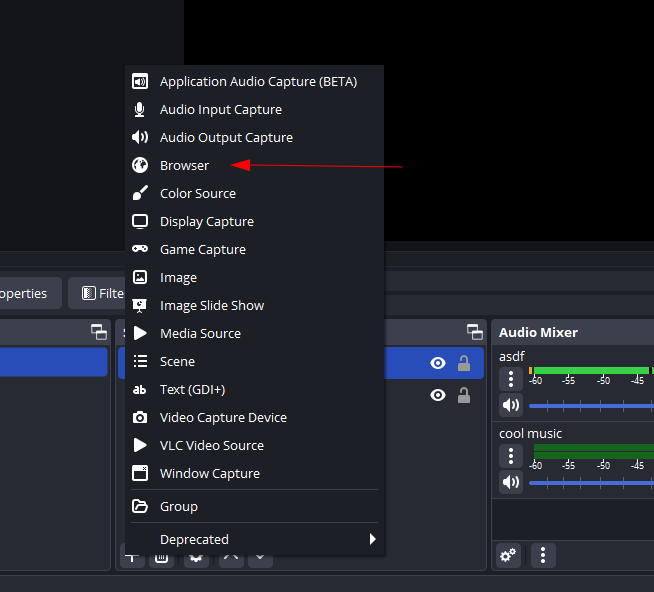 Application Audio Capture (BETA)
Audio Input Capture
Audio Output Capture
Browser
Color Source
Display Capture
Game Capture
Image
Image Slide Show
Media Source
Scene
ab Text (GDI+)
Video Capture Device
VLC Video Source
Window Capture
Group
Deprecated
operties
Filte
S
Audio Mixer
asdf
-60 -55 -50 -45
cool music
-60 -55 -50 -45